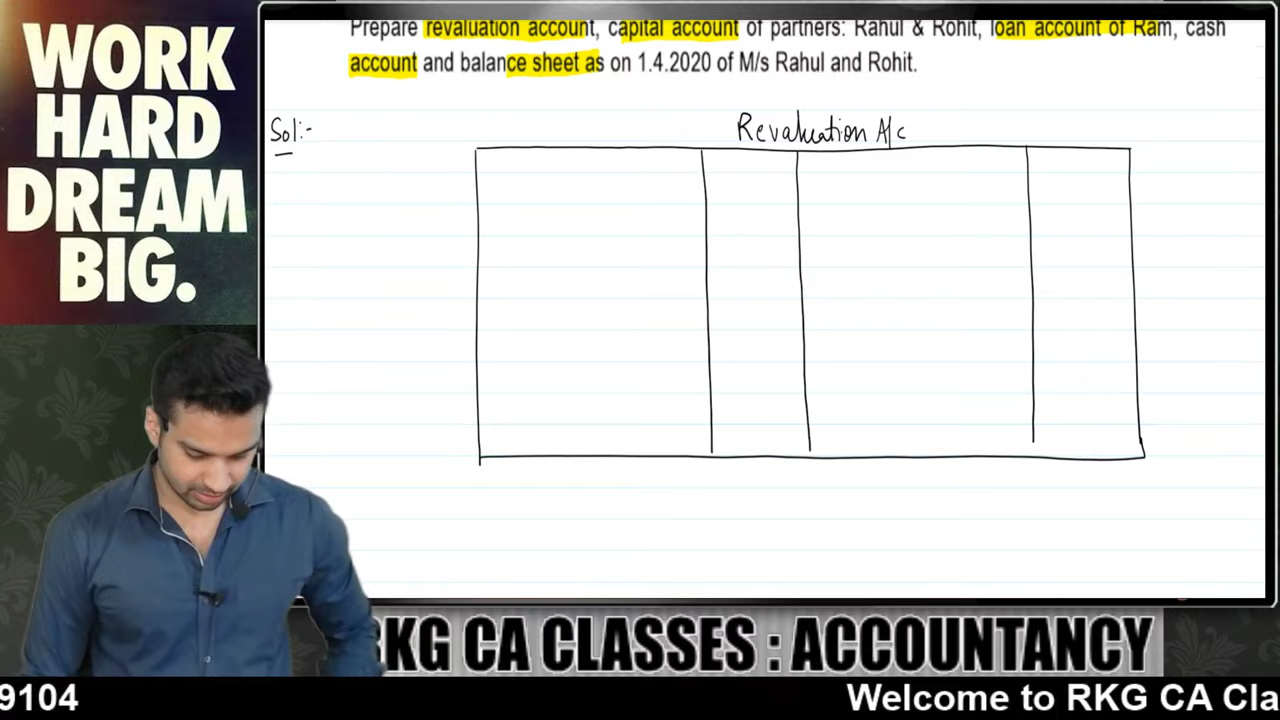 WORK
HARD
DREAM
BIG.
Prepare revaluation account, capital account of partners: Rahul & Rohit, loan account of Ram, cash
account and balance sheet as on 1.4.2020 of M/s Rahul and Rohit.
Sol:-
Revaluation A/c
RKG CA CLASSES : ACCOUNTANCY
9104
Welcome to RKG CA Cla